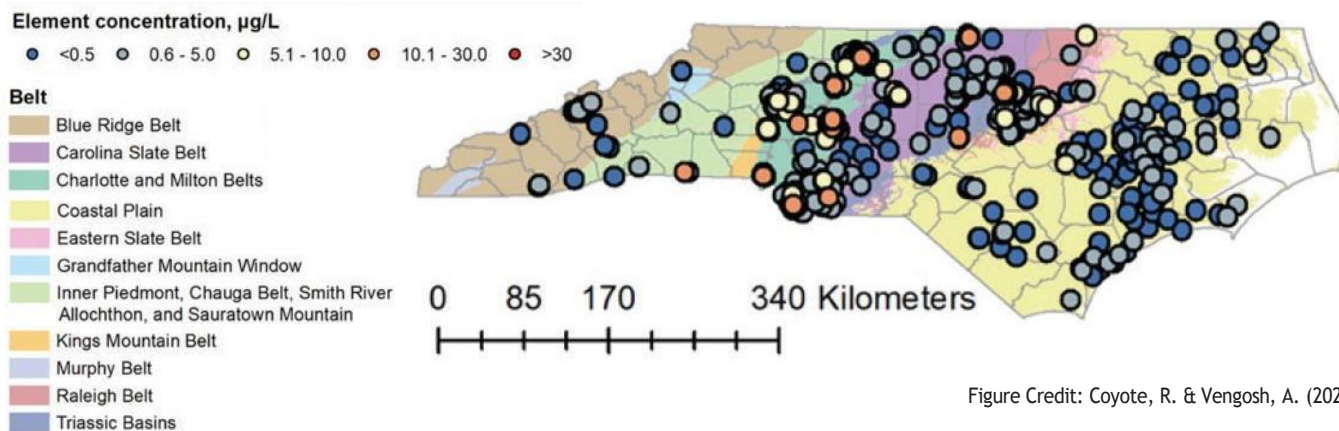 Element concentration, µg/L
<0.5 0.6 - 5.0 5.1 - 10.0 10.1 - 30.0 >30
Belt
Blue Ridge Belt
Carolina Slate Belt
Charlotte and Milton Belts
Coastal Plain
Eastern Slate Belt
Grandfather Mountain Window
Inner Piedmont, Chauga Belt, Smith River
Allochthon, and Sauratown Mountain
Kings Mountain Belt
Murphy Belt
Raleigh Belt
Triassic Basins
0 85 170 340 Kilometers
Figure Credit: Coyote, R. & Vengosh, A. (202